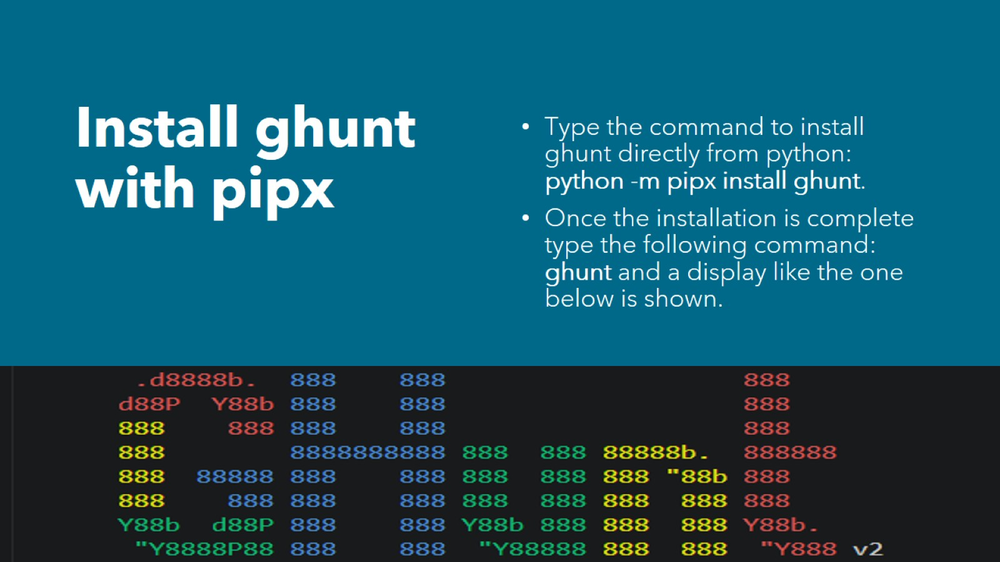 Install ghunt
with pipx
• Type the command to install
ghunt directly from python:
python -m pipx install ghunt.
• Once the installation is complete
type the following command:
ghunt and a display like the one
below is shown.
.d8888b. 888 888 888
d88P Y88b 888 888 888
888 888 888 888 888
888 8888888888 888 888 88888b. 888888
888 88888 888 888 888 888 888 "88b 888
888 888 888 888 888 888 888 888 888
Y88b d88P 888 888 Y88b 888 888 888 Y88b.
"Y8888P88 888 888 "Y88888 888 888 "Y888 v2